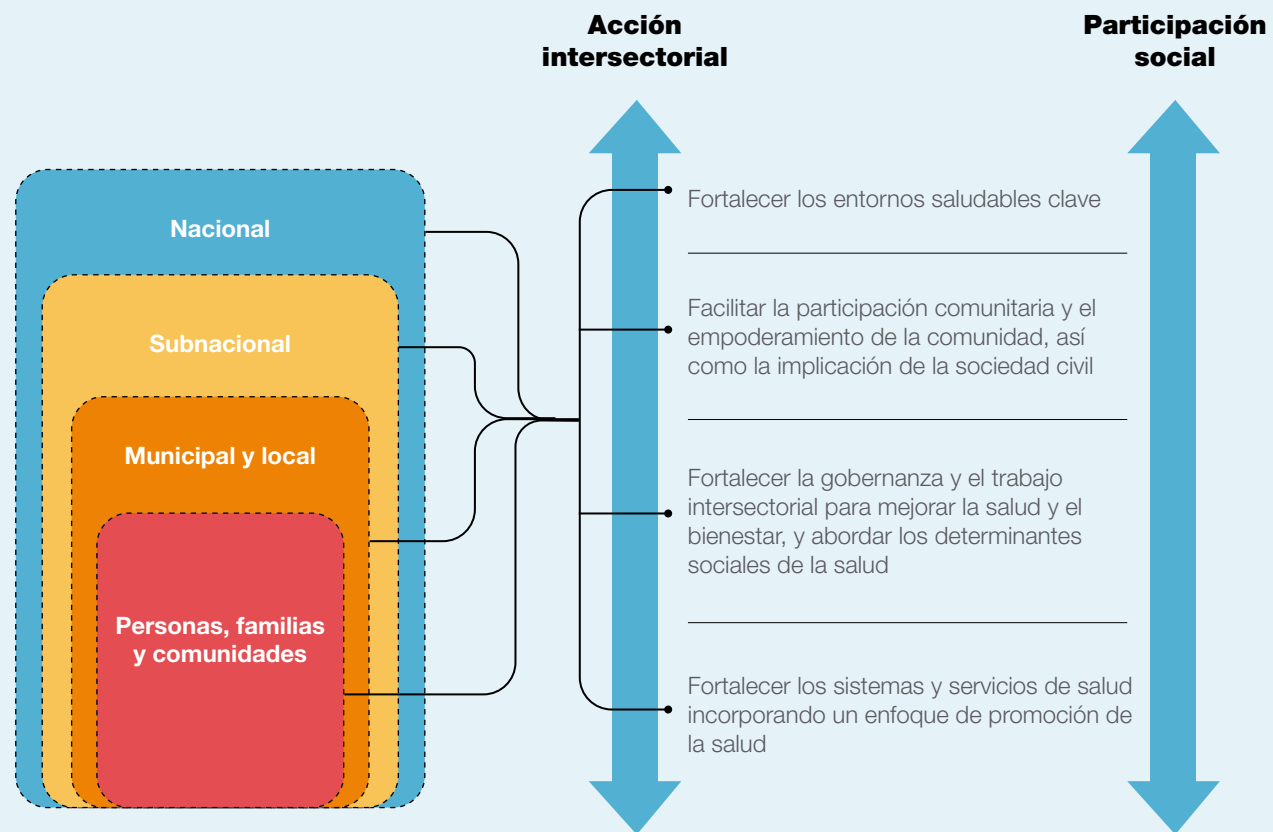 Acción
intersectorial
Participación
social
Nacional
Subnacional
Municipal y local
Personas, familias
y comunidades
Fortalecer los entornos saludables clave
Facilitar la participación comunitaria y el
empoderamiento de la comunidad, así
como la implicación de la sociedad civil
Fortalecer la gobernanza y el trabajo
intersectorial para mejorar la salud y el
bienestar, y abordar los determinantes
sociales de la salud
Fortalecer los sistemas y servicios de salud
incorporando un enfoque de promoción de
la salud